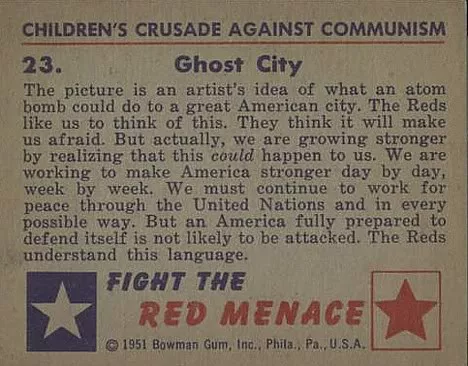 CHILDREN'S CRUSADE AGAINST COMMUNISM
23. Ghost City
The picture is an artist's idea of what an atom
bomb could do to a great American city. The Reds
like us to think of this. They think it will make
us afraid. But actually, we are growing stronger
by realizing that this could happen to us. We are
working to make America stronger day by day,
week by week. We must continue to work for
peace through the United Nations and in every
possible way. But an America fully prepared to
defend itself is not likely to be attacked. The Reds
understand this language.
FIGHT THE
RED MENACE
© 1951 Bowman Gum, Inc., Phila., Pa., U.S.A.